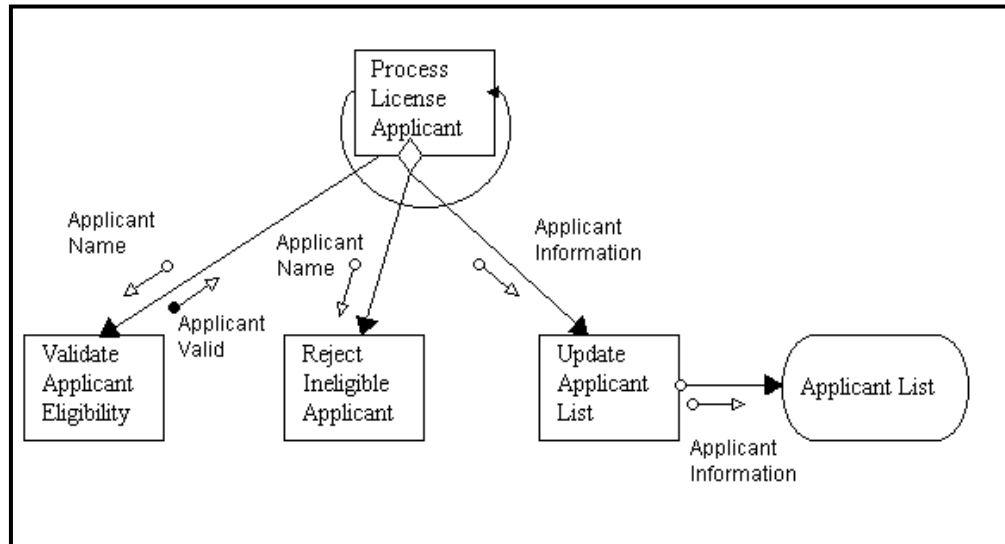 Process
License
Applicant
Applicant
Name
Applicant
Valid
Applicant
Name
Applicant
Information
Validate
Applicant
Eligibility
Reject
Ineligible
Applicant
Update
Applicant
List
Applicant List
Applicant
Information